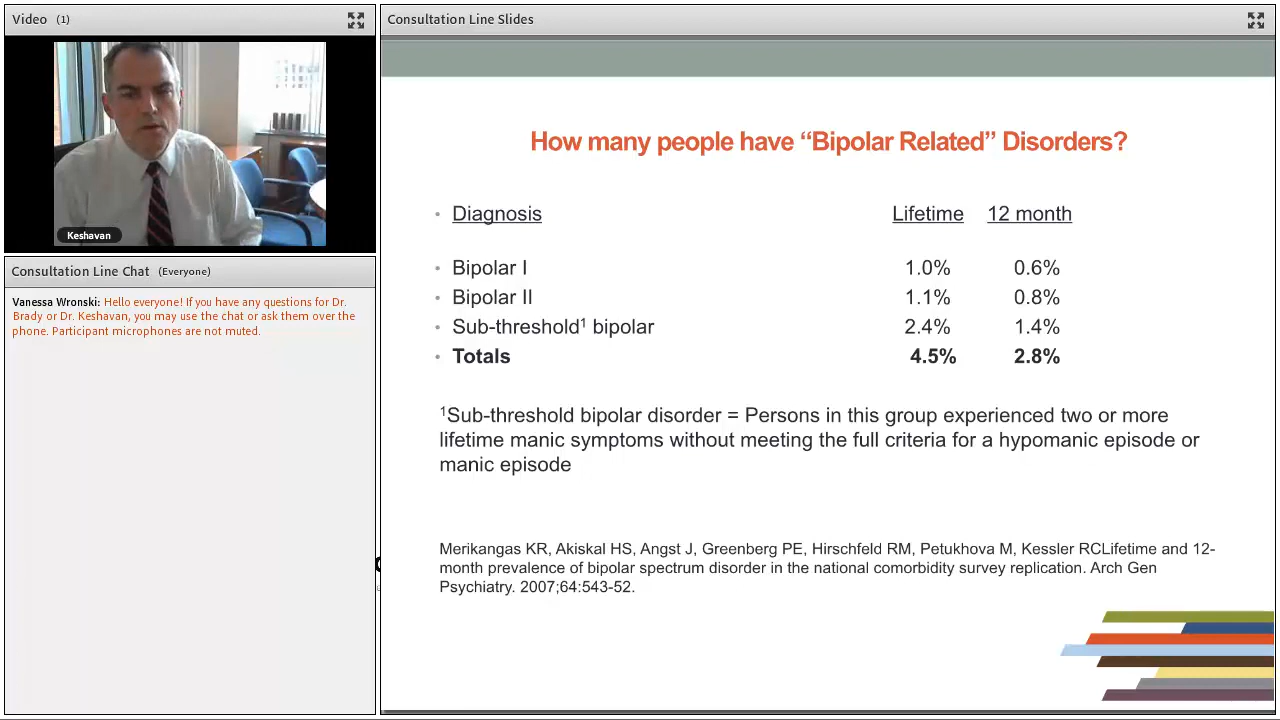 Video (1)
Keshavan
Consultation Line Chat (Everyone)
Vanessa Wronski: Hello everyone! If you have any questions for Dr.
Brady or Dr. Keshavan, you may use the chat or ask them over the
phone. Participant microphones are not muted.
Consultation Line Slides
How many people have “Bipolar Related” Disorders?
• Diagnosis Lifetime 12 month
• Bipolar I 1.0% 0.6%
• Bipolar II 1.1% 0.8%
• Sub-threshold¹ bipolar 2.4% 1.4%
• Totals 4.5% 2.8%
¹Sub-threshold bipolar disorder = Persons in this group experienced two or more
lifetime manic symptoms without meeting the full criteria for a hypomanic episode or
manic episode
Merikangas KR, Akiskal HS, Angst J, Greenberg PE, Hirschfeld RM, Petukhova M, Kessler RCLifetime and 12-
month prevalence of bipolar spectrum disorder in the national comorbidity survey replication. Arch Gen
Psychiatry. 2007;64:543-52.